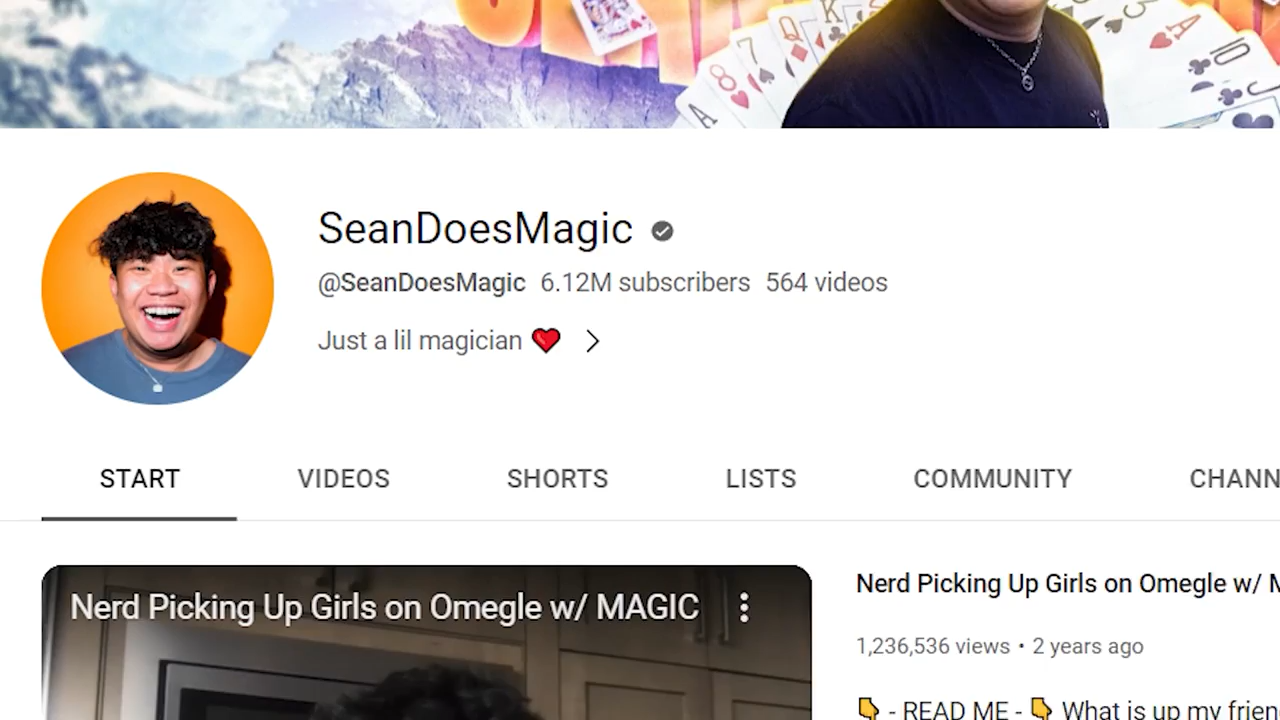 SeanDoesMagic
@SeanDoesMagic 6.12M subscribers 564 videos
Just a lil magician ❤️ >
START VIDEOS SHORTS LISTS COMMUNITY CHANN
Nerd Picking Up Girls on Omegle w/ MAGIC
Nerd Picking Up Girls on Omegle w/ M
1,236,536 views • 2 years ago
👇 - READ ME - 👇 What is up my frien